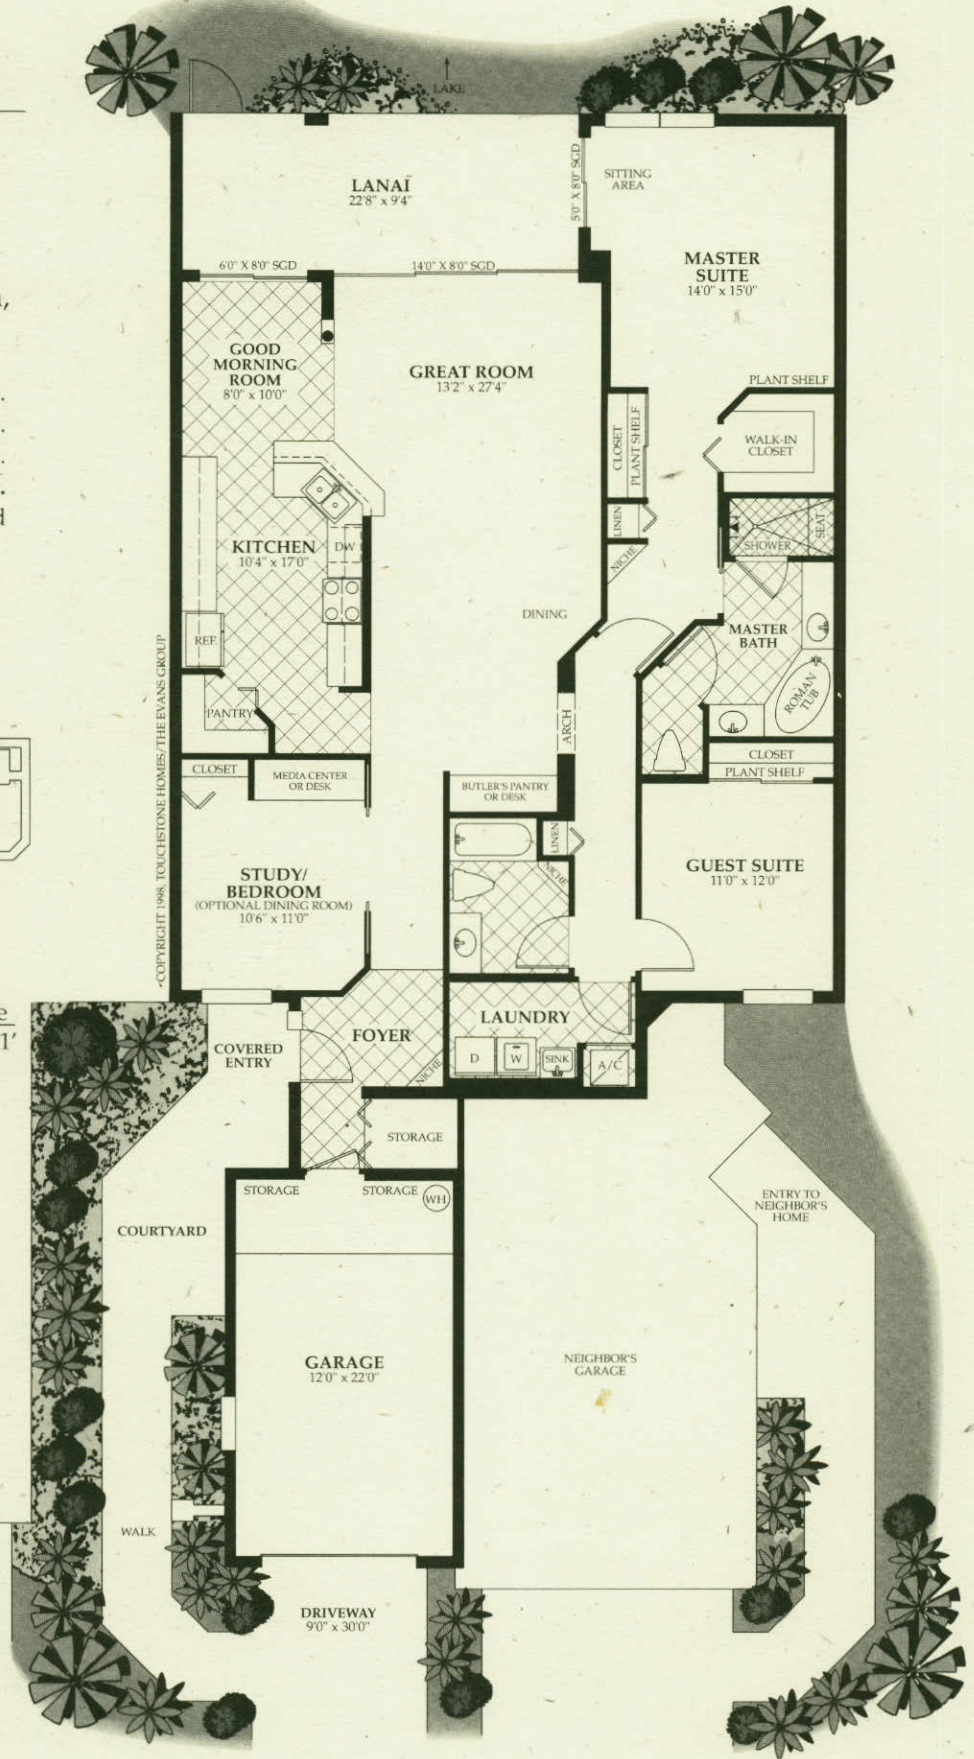 LAKE
LANAÏ
22'8" x 9'4"
5'0" X 8'0" SGD
SITTING
AREA
MASTER
SUITE
14'0" x 15'0"
6'0" X 8'0" SGD
14'0" X 8'0" SGD
GOOD
MORNING
ROOM
8'0" x 10'0"
GREAT ROOM
13'2" x 27'4"
PLANT SHELF
CLOSET
PLANT SHELF
WALK-IN
CLOSET
LINEN
NICHE
SHOWER
SEAT
KITCHEN
10'4" x 17'0"
DW
REF.
DINING
MASTER
BATH
ROMAN
TUB
PANTRY
ARCH
CLOSET
PLANT SHELF
CLOSET
MEDIA CENTER
OR DESK
BUTLER'S PANTRY
OR DESK
LINEN
NICHE
STUDY/
BEDROOM
(OPTIONAL DINING ROOM)
10'6" x 11'0"
GUEST SUITE
11'0" x 12'0"
COPYRIGHT 1998, TOUCHSTONE HOMES/THE EVANS GROUP
d
e
1'
COVERED
ENTRY
FOYER
NICHE
LAUNDRY
D
W
SINK
A/C
STORAGE
STORAGE
STORAGE
WH
COURTYARD
ENTRY TO
NEIGHBOR'S
HOME
GARAGE
12'0" x 22'0"
NEIGHBOR'S
GARAGE
WALK
DRIVEWAY
9'0" x 30'0"